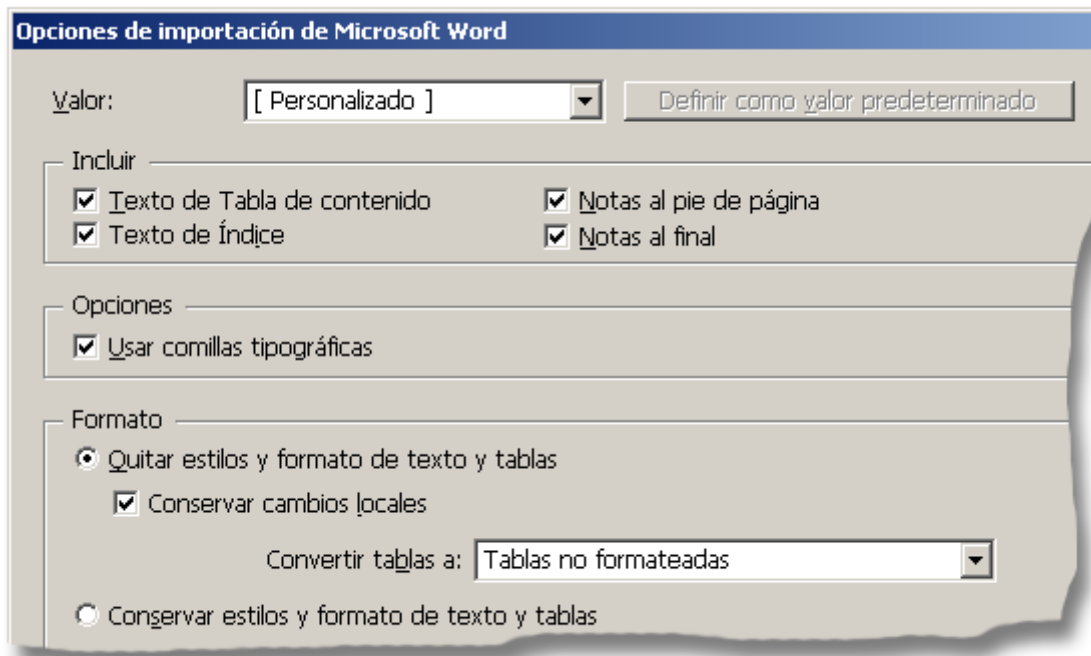 Opciones de importación de Microsoft Word
Valor: [ Personalizado ] Definir como valor predeterminado
Incluir
Texto de Tabla de contenido Notas al pie de página
Texto de Índice Notas al final
Opciones
Usar comillas tipográficas
Formato
Quitar estilos y formato de texto y tablas
Conservar cambios locales
Convertir tablas a: Tablas no formateadas
Conservar estilos y formato de texto y tablas